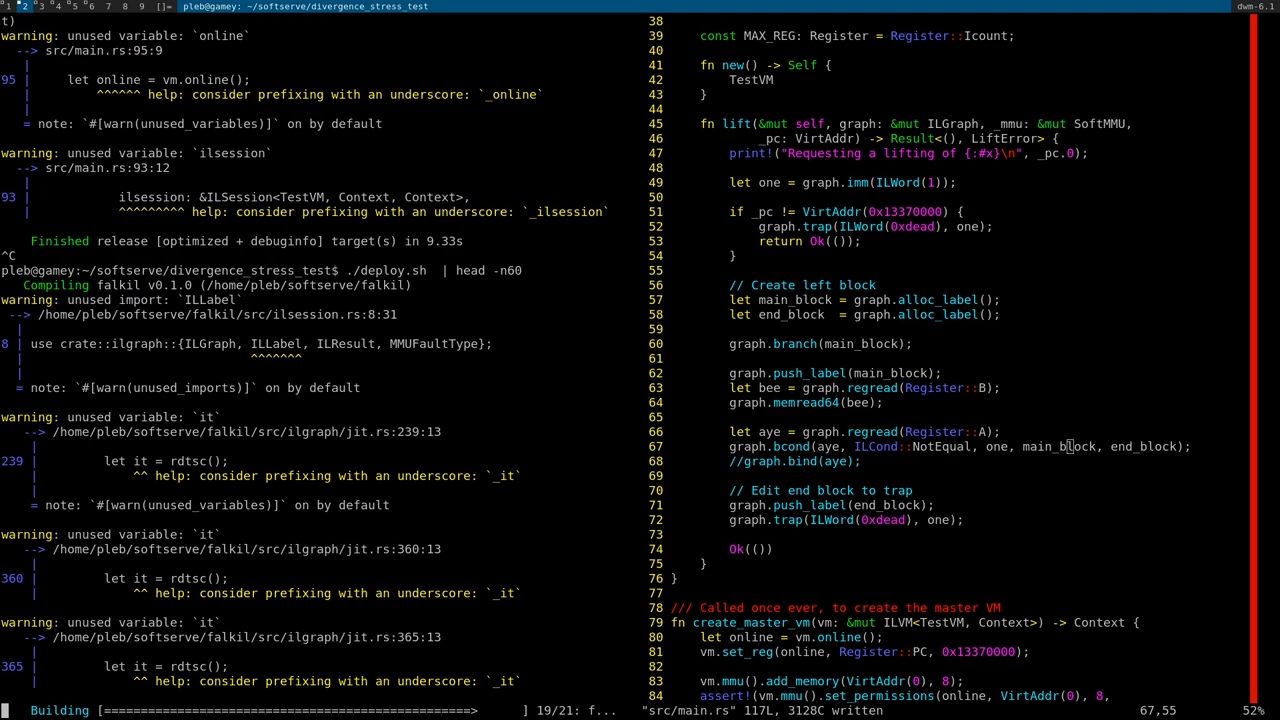 1 2 3 4 5 6 7 8 9 []= pleb@gamey: ~/softserve/divergence_stress_test dwm-6.1
t)
warning: unused variable: `online`
--> src/main.rs:95:9
|
95 | let online = vm.online();
| ^^^^^^ help: consider prefixing with an underscore: `_online`
|
= note: `#[warn(unused_variables)]` on by default
warning: unused variable: `ilsession`
--> src/main.rs:93:12
|
93 | ilsession: &ILSession<TestVM, Context, Context>,
| ^^^^^^^^^ help: consider prefixing with an underscore: `_ilsession`
Finished release [optimized + debuginfo] target(s) in 9.33s
^C
pleb@gamey:~/softserve/divergence_stress_test$ ./deploy.sh  | head -n60
Compiling falkil v0.1.0 (/home/pleb/softserve/falkil)
warning: unused import: `ILLabel`
--> /home/pleb/softserve/falkil/src/ilsession.rs:8:31
|
8 | use crate::ilgraph::{ILGraph, ILLabel, ILResult, MMUFaultType};
| ^^^^^^^
|
= note: `#[warn(unused_imports)]` on by default
warning: unused variable: `it`
--> /home/pleb/softserve/falkil/src/ilgraph/jit.rs:239:13
|
239 | let it = rdtsc();
| ^^ help: consider prefixing with an underscore: `_it`
|
= note: `#[warn(unused_variables)]` on by default
warning: unused variable: `it`
--> /home/pleb/softserve/falkil/src/ilgraph/jit.rs:360:13
|
360 | let it = rdtsc();
| ^^ help: consider prefixing with an underscore: `_it`
warning: unused variable: `it`
--> /home/pleb/softserve/falkil/src/ilgraph/jit.rs:365:13
|
365 | let it = rdtsc();
| ^^ help: consider prefixing with an underscore: `_it`
Building [==================================================> ] 19/21: f...
38
39 const MAX_REG: Register = Register::Icount;
40
41 fn new() -> Self {
42 TestVM
43 }
44
45 fn lift(&mut self, graph: &mut ILGraph, _mmu: &mut SoftMMU,
46 _pc: VirtAddr) -> Result<(), LiftError> {
47 print!("Requesting a lifting of {:#x}\n", _pc.0);
48
49 let one = graph.imm(ILWord(1));
50
51 if _pc != VirtAddr(0x13370000) {
52 graph.trap(ILWord(0xdead), one);
53 return Ok(());
54 }
55
56 // Create left block
57 let main_block = graph.alloc_label();
58 let end_block  = graph.alloc_label();
59
60 graph.branch(main_block);
61
62 graph.push_label(main_block);
63 let bee = graph.regread(Register::B);
64 graph.memread64(bee);
65
66 let aye = graph.regread(Register::A);
67 graph.bcond(aye, ILCond::NotEqual, one, main_block, end_block);
68 //graph.bind(aye);
69
70 // Edit end block to trap
71 graph.push_label(end_block);
72 graph.trap(ILWord(0xdead), one);
73
74 Ok(())
75 }
76 }
77
78 /// Called once ever, to create the master VM
79 fn create_master_vm(vm: &mut ILVM<TestVM, Context>) -> Context {
80 let online = vm.online();
81 vm.set_reg(online, Register::PC, 0x13370000);
82
83 vm.mmu().add_memory(VirtAddr(0), 8);
84 assert!(vm.mmu().set_permissions(online, VirtAddr(0), 8,
"src/main.rs" 117L, 3128C written 67,55 52%